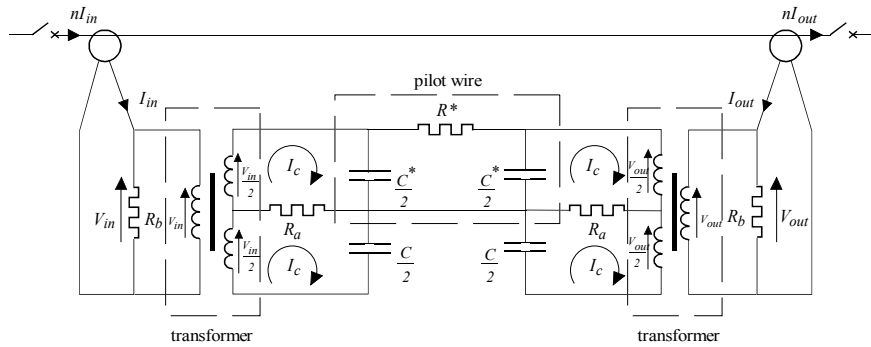 nI_in
nI_out
pilot wire
I_in
R*
I_out
V_in/2
I_c
C*/2
C*/2
I_c
V_out/2
V_in
R_b
V_in
R_a
R_a
V_out
R_b
V_out
V_in/2
I_c
C/2
C/2
I_c
V_out/2
transformer
transformer